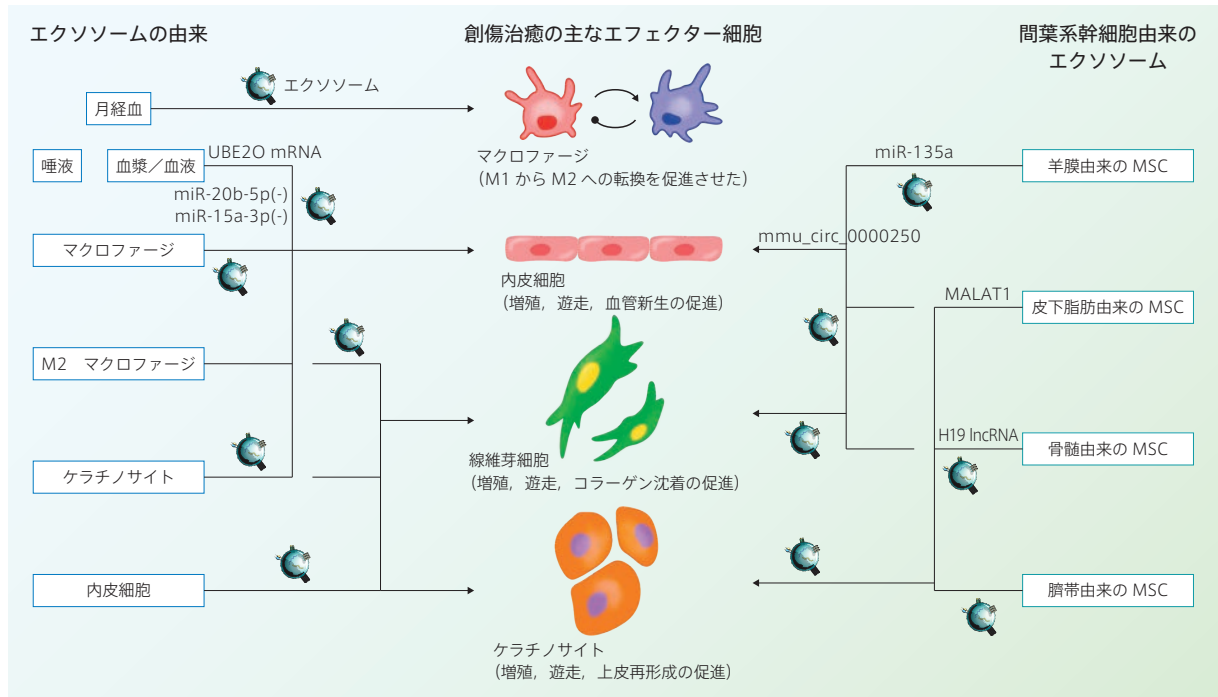 エクソソームの由来
創傷治癒の主なエフェクター細胞
間葉系幹細胞由来の
エクソソーム
エクソソーム
月経血
唾液
血漿／血液
UBE2O mRNA
miR-20b-5p(-)
miR-15a-3p(-)
マクロファージ
M2　マクロファージ
ケラチノサイト
内皮細胞
マクロファージ
（M1 から M2 への転換を促進させた）
内皮細胞
（増殖，遊走，血管新生の促進）
線維芽細胞
（増殖，遊走，コラーゲン沈着の促進）
ケラチノサイト
（増殖，遊走，上皮再形成の促進）
miR-135a
羊膜由来の MSC
mmu_circ_0000250
MALAT1
皮下脂肪由来の MSC
H19 lncRNA
骨髄由来の MSC
臍帯由来の MSC